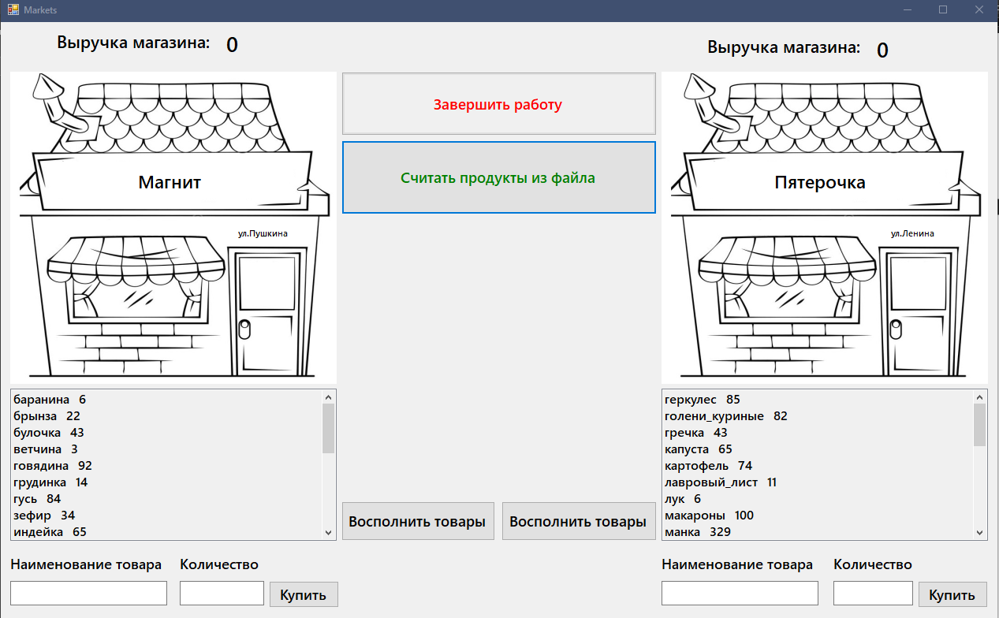 Markets
Выручка магазина: 0
Выручка магазина: 0
Завершить работу
Считать продукты из файла
Магнит
ул.Пушкина
Пятерочка
ул.Ленина
баранина 6
брынза 22
булочка 43
ветчина 3
говядина 92
грудинка 14
гусь 84
зефир 34
индейка 65
геркулес 85
голени_куриные 82
гречка 43
капуста 65
картофель 74
лавровый_лист 11
лук 6
макароны 100
манка 329
Восполнить товары
Восполнить товары
Наименование товара Количество
Купить
Наименование товара Количество
Купить